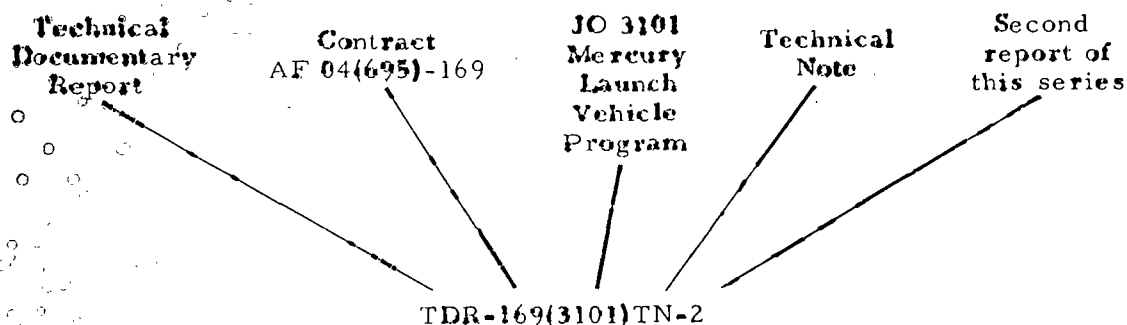 Technical
Documentary
Report
Contract
AF 04(695)-169
JO 3101
Mercury
Launch
Vehicle
Program
Technical
Note
Second
report of
this series
TDR-169(3101)TN-2